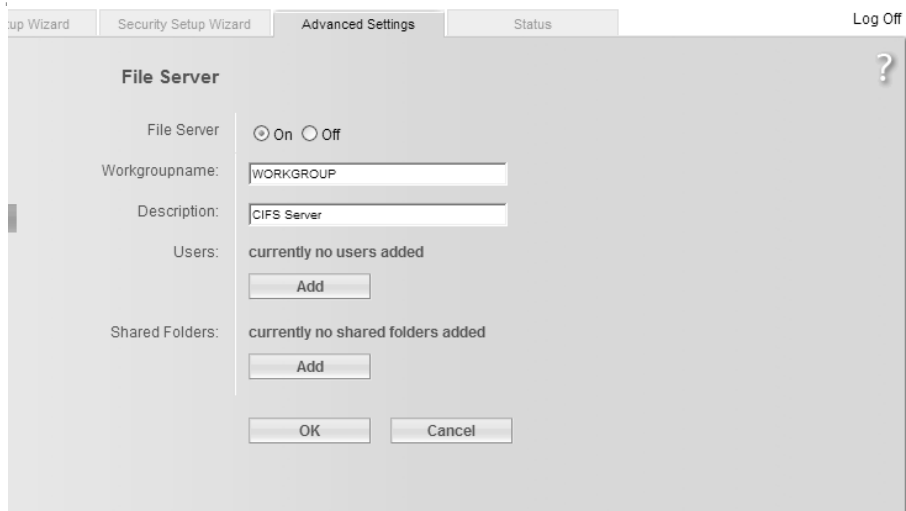 tup Wizard Security Setup Wizard Advanced Settings Status Log Off
?
File Server
File Server On Off
Workgroupname: WORKGROUP
Description: CIFS Server
Users: currently no users added
Add
Shared Folders: currently no shared folders added
Add
OK Cancel